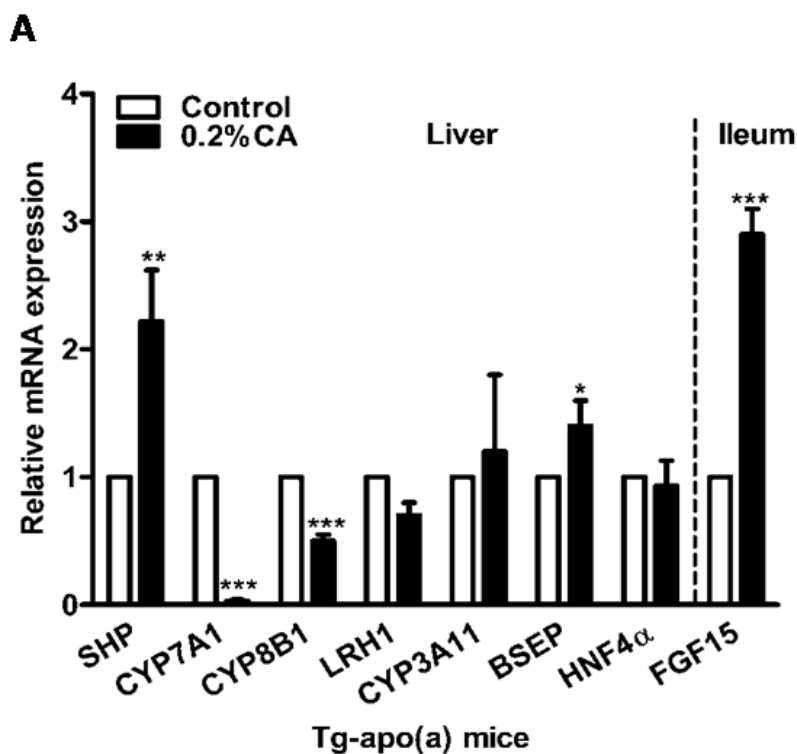 A
4
Control
0.2%CA
Liver
Ileum
***
3
**
2
*
1
***
***
0
Relative mRNA expression
SHP
CYP7A1
CYP8B1
LRH1
CYP3A11
BSEP
HNF4α
FGF15
Tg-apo(a) mice